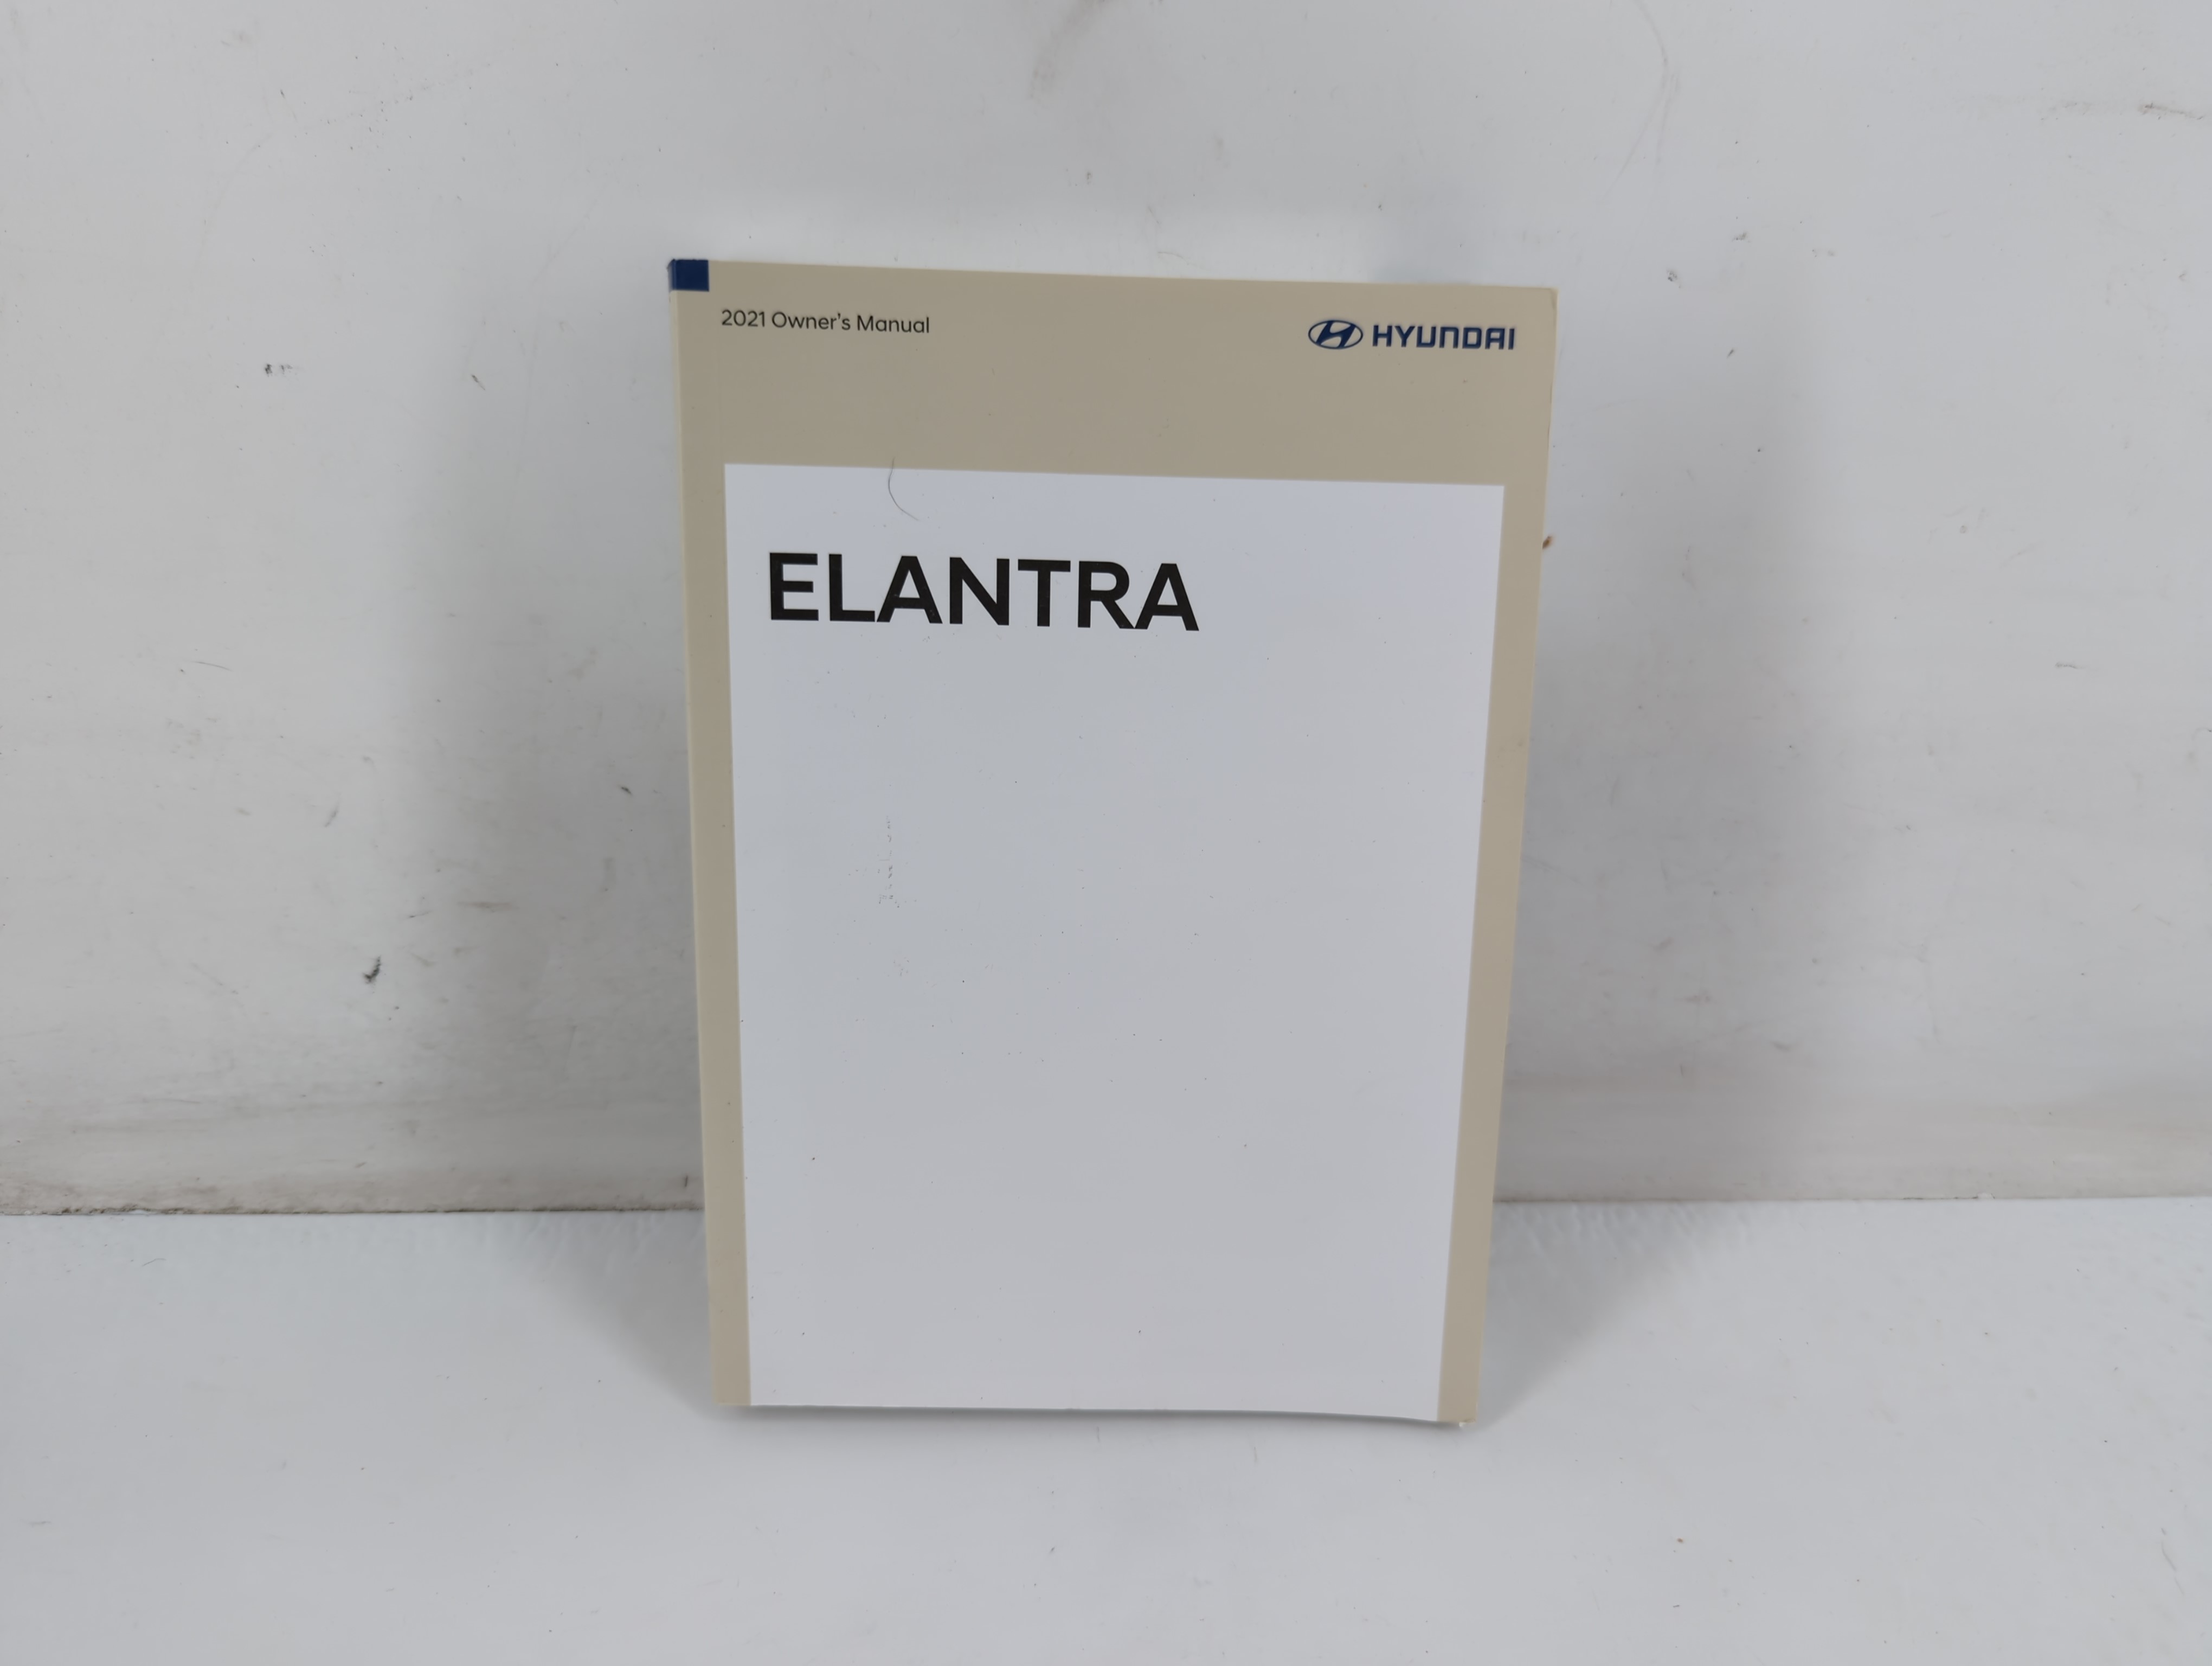 2021 Owner's Manual
HYUNDAI
ELANTRA